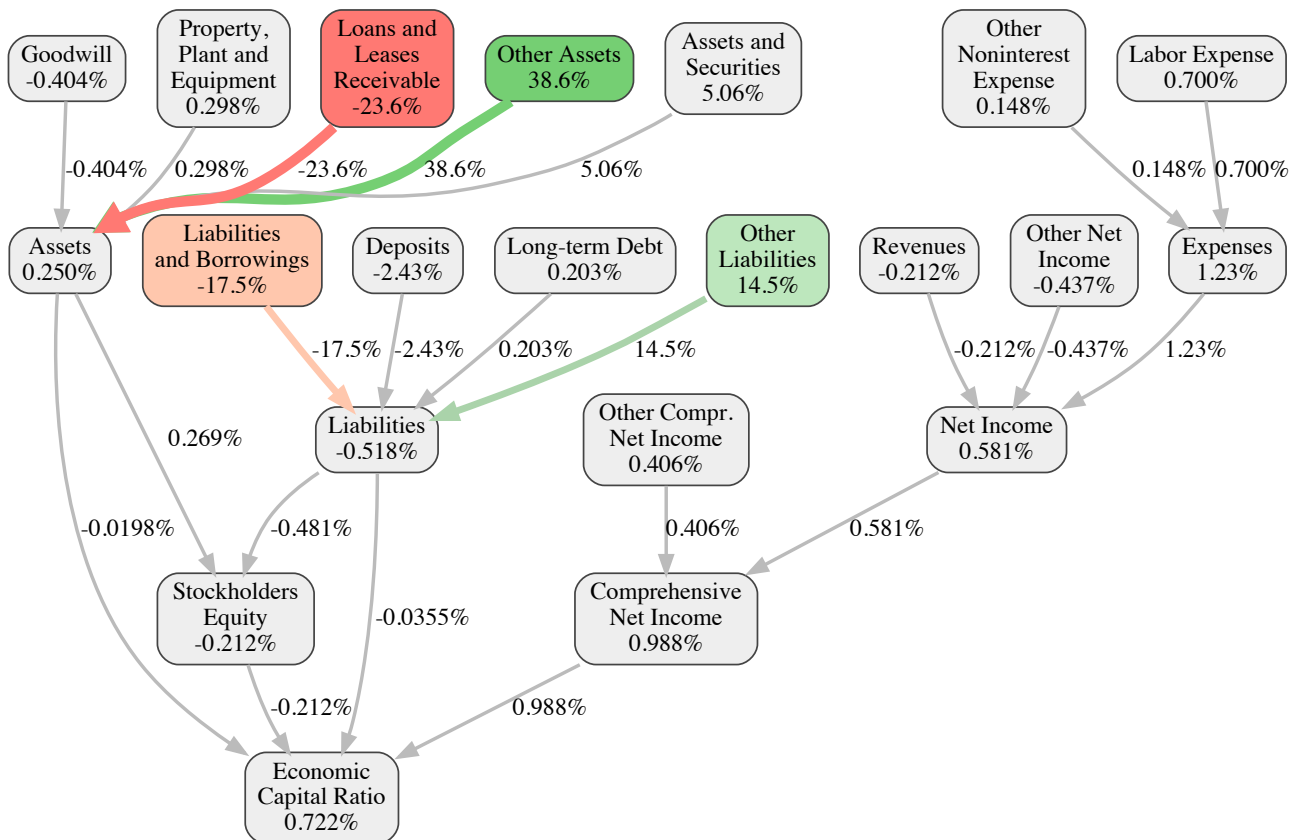 Goodwill
-0.404%
Property,
Plant and
Equipment
0.298%
Loans and
Leases
Receivable
-23.6%
Other Assets
38.6%
Assets and
Securities
5.06%
Other
Noninterest
Expense
0.148%
Labor Expense
0.700%
-0.404%
0.298%
-23.6%
38.6%
5.06%
0.148%
0.700%
Assets
0.250%
Liabilities
and Borrowings
-17.5%
Deposits
-2.43%
Long-term Debt
0.203%
Other
Liabilities
14.5%
Revenues
-0.212%
Other Net
Income
-0.437%
Expenses
1.23%
-17.5%
-2.43%
0.203%
14.5%
-0.212%
-0.437%
1.23%
0.269%
Liabilities
-0.518%
Other Compr.
Net Income
0.406%
Net Income
0.581%
-0.0198%
-0.481%
0.406%
0.581%
Stockholders
Equity
-0.212%
-0.0355%
Comprehensive
Net Income
0.988%
-0.212%
0.988%
Economic
Capital Ratio
0.722%